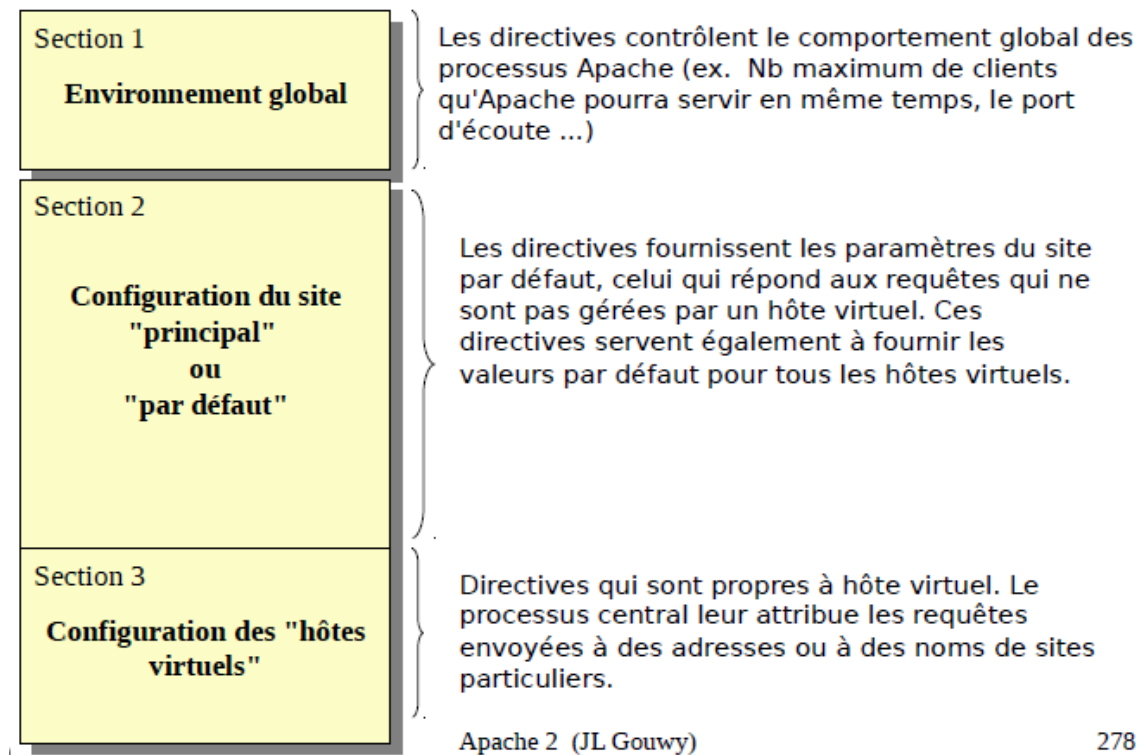 Section 1
Environnement global
Les directives contrôlent le comportement global des
processus Apache (ex.  Nb maximum de clients
qu'Apache pourra servir en même temps, le port
d'écoute ...)
Section 2
Configuration du site
"principal"
ou
"par défaut"
Les directives fournissent les paramètres du site
par défaut, celui qui répond aux requêtes qui ne
sont pas gérées par un hôte virtuel. Ces
directives servent également à fournir les
valeurs par défaut pour tous les hôtes virtuels.
Section 3
Configuration des "hôtes
virtuels"
Directives qui sont propres à hôte virtuel. Le
processus central leur attribue les requêtes
envoyées à des adresses ou à des noms de sites
particuliers.
Apache 2  (JL Gouwy)
278